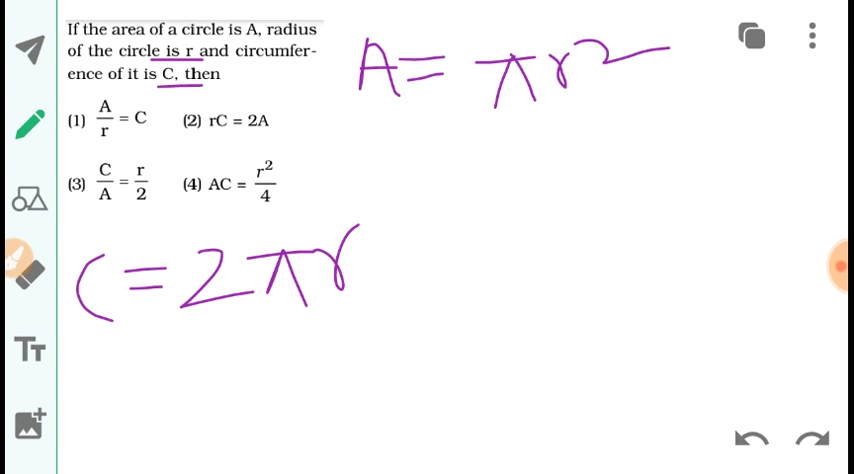 If the area of a circle is A, radius
of the circle is r and circumfer-
ence of it is C, then
(1) A/r = C (2) rC = 2A
(3) C/A = r/2 (4) AC = r²/4
A = πr²
C = 2πr
TT